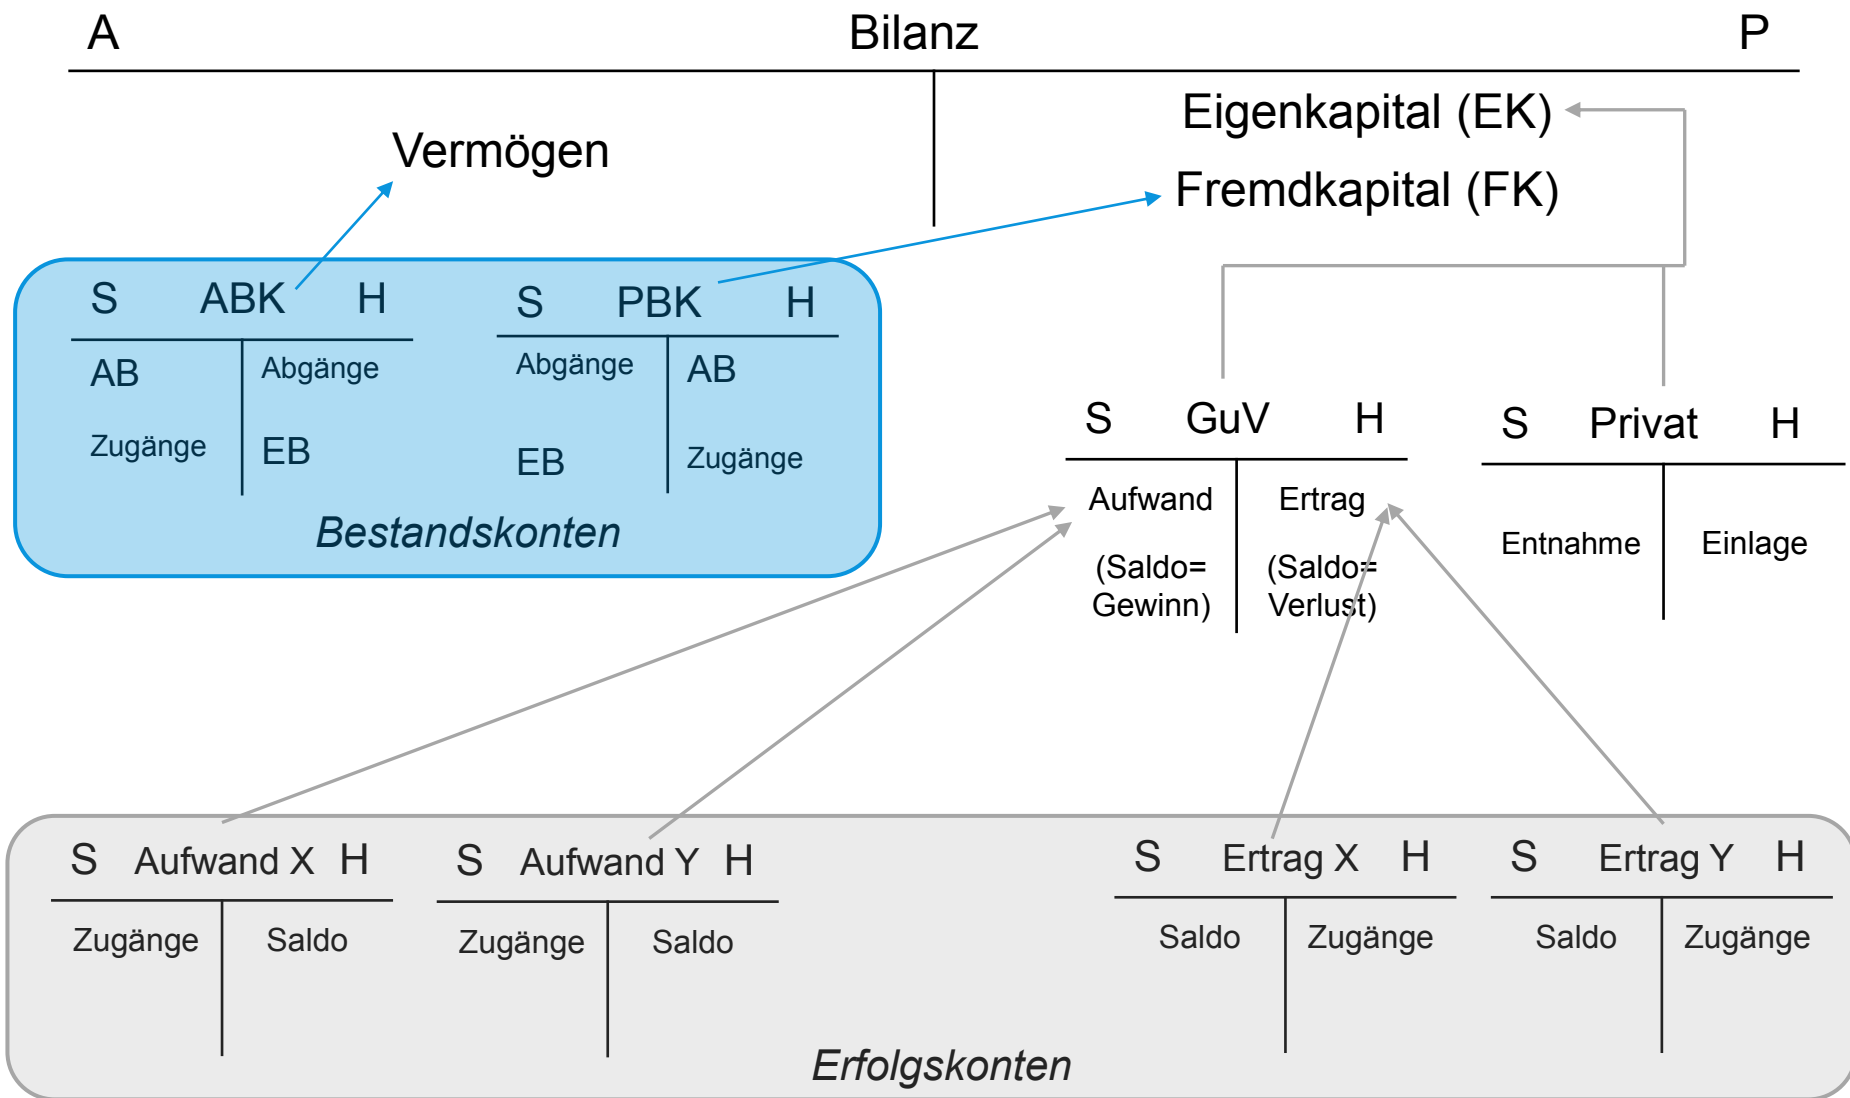 A Bilanz P
Eigenkapital (EK)
Vermögen
Fremdkapital (FK)
S ABK H
AB Abgänge
Zugänge EB
S PBK H
Abgänge AB
EB Zugänge
Bestandskonten
S GuV H
Aufwand Ertrag
(Saldo= (Saldo=
Gewinn) Verlust)
S Privat H
Entnahme Einlage
S Aufwand X H
Zugänge Saldo
S Aufwand Y H
Zugänge Saldo
S Ertrag X H
Saldo Zugänge
S Ertrag Y H
Saldo Zugänge
Erfolgskonten